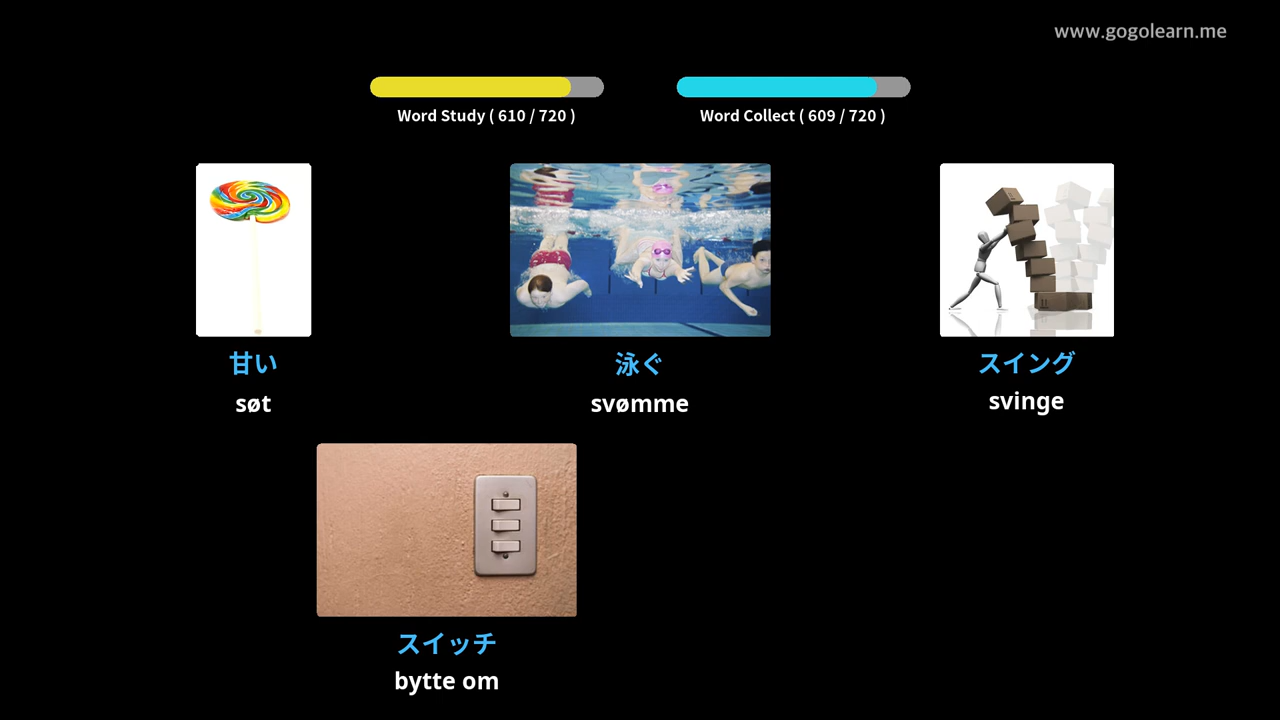 www.gogolearn.me
Word Study ( 610 / 720 )
Word Collect ( 609 / 720 )
甘い
泳ぐ
スイング
søt
svømme
svinge
スイッチ
bytte om